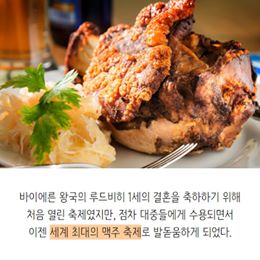 바이에른 왕국의 루드비히 1세의 결혼을 축하하기 위해
처음 열린 축제였지만, 점차 대중들에게 수용되면서
이젠 세계 최대의 맥주 축제로 발돋움하게 되었다.